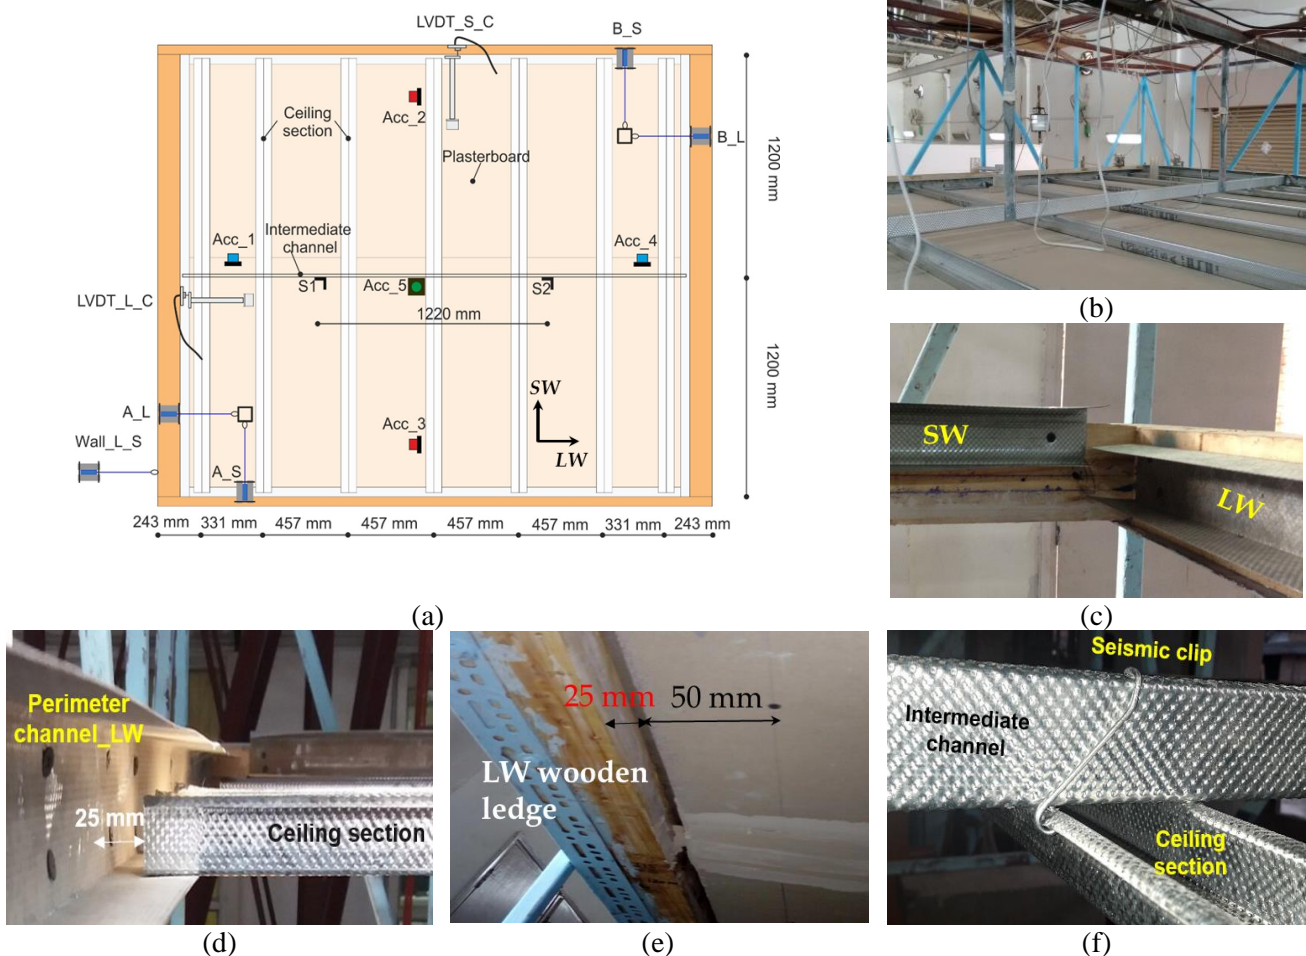 LVDT_S_C
B_S
Acc_2
Ceiling
section
B_L
Plasterboard
1200 mm
Intermediate
channel
Acc_1
Acc_4
S1
Acc_5
S2
LVDT_L_C
1220 mm
1200 mm
SW
LW
A_L
Acc_3
Wall_L_S
A_S
243 mm
331 mm
457 mm
457 mm
457 mm
457 mm
331 mm
243 mm
(a)
(b)
SW
LW
(c)
Perimeter
channel_LW
25 mm
Ceiling section
(d)
25 mm
50 mm
LW wooden
ledge
(e)
Seismic clip
Intermediate
channel
Ceiling
section
(f)